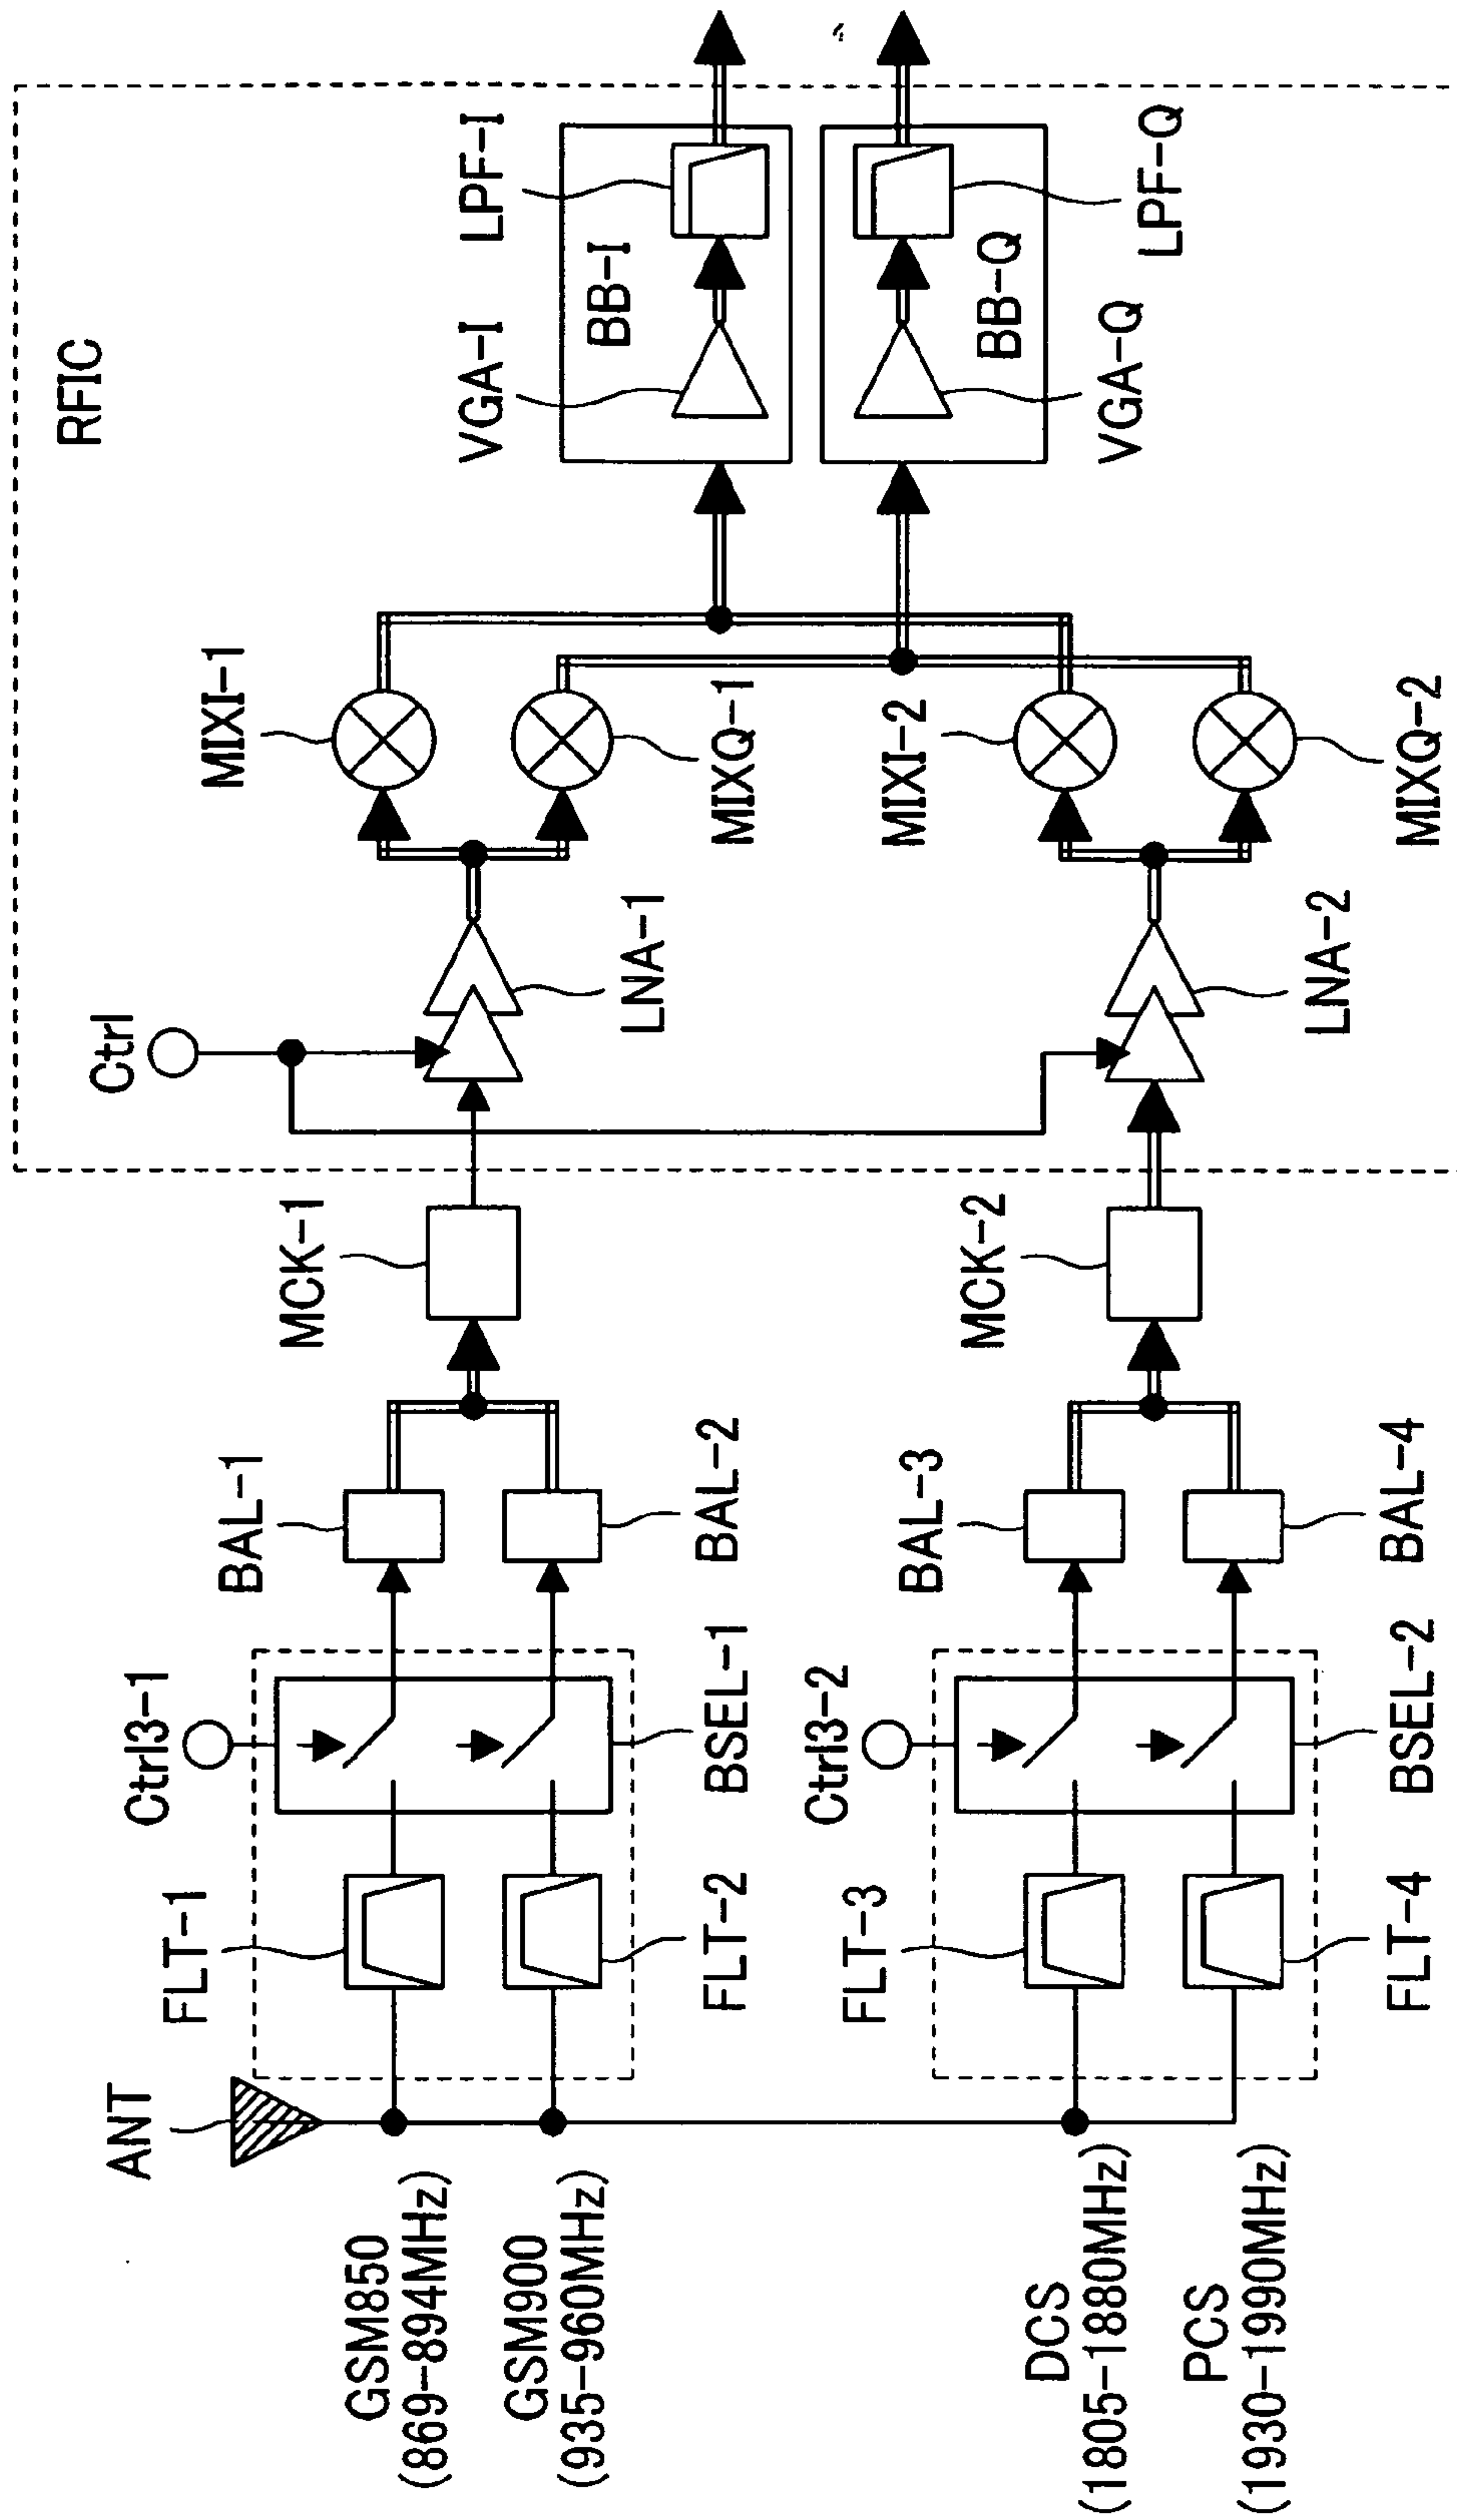 ANT
GSM850
(869-894MHz)
GSM900
(935-960MHz)
DCS
(1805-1880MHz)
PCS
(1930-1990MHz)
FLT-1
FLT-2
FLT-3
FLT-4
Ctrl3-1
BSEL-1
Ctrl3-2
BSEL-2
BAL-1
BAL-2
BAL-3
BAL-4
MCK-1
MCK-2
Ctrl
LNA-1
LNA-2
MIXI-1
MIXQ-1
MIXI-2
MIXQ-2
RFIC
VGA-I
LPF-I
BB-I
BB-Q
VGA-Q
LPF-Q